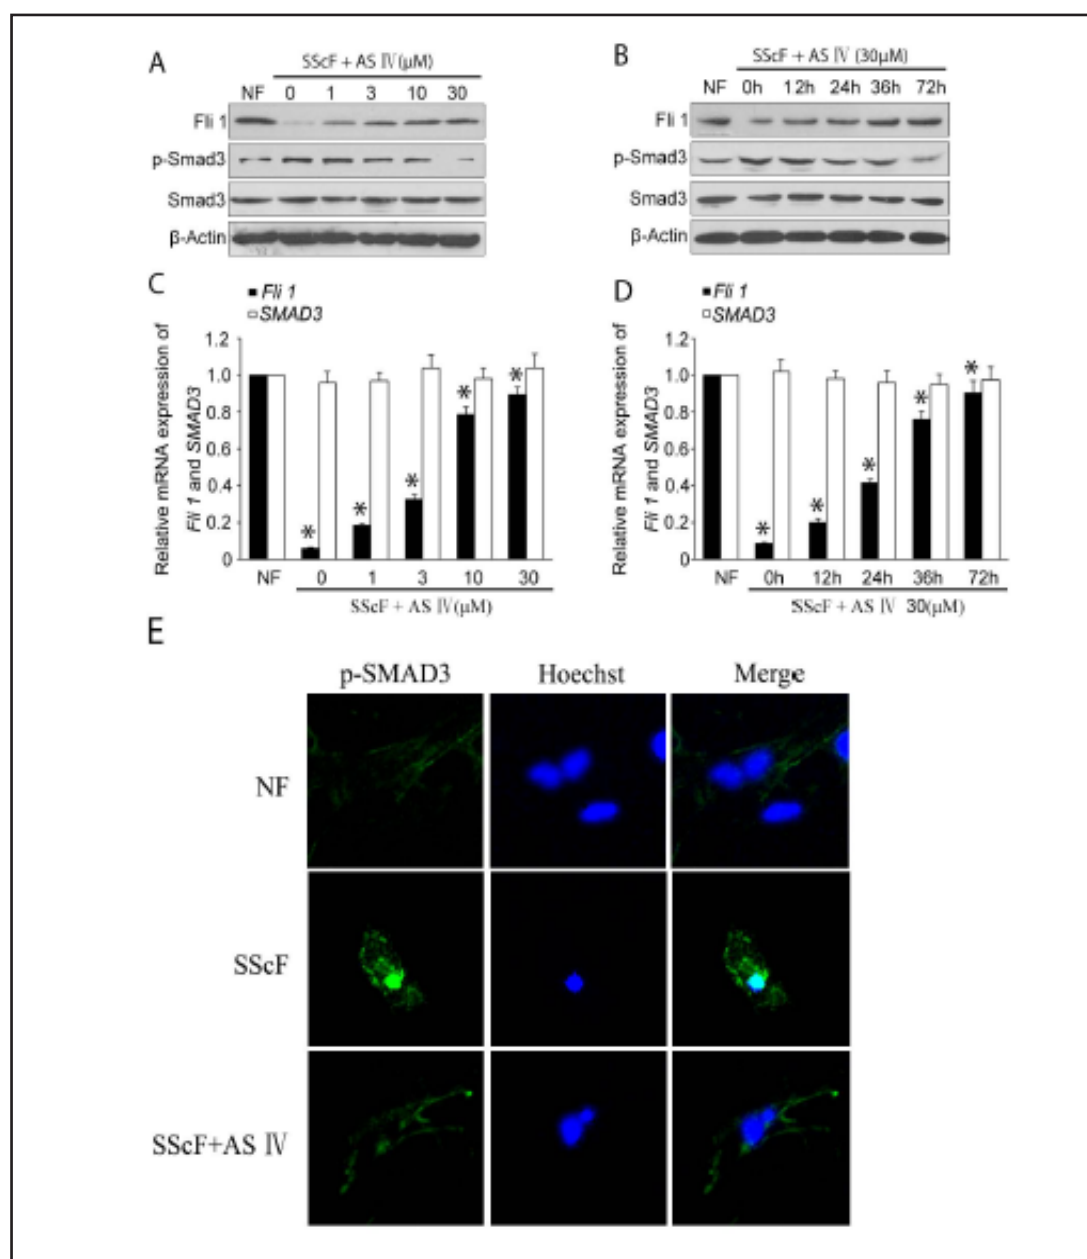 A
SScF + AS Ⅳ(μM)
NF 0 1 3 10 30
Fli 1
p-Smad3
Smad3
β-Actin
B
SScF + AS Ⅳ (30μM)
NF 0h 12h 24h 36h 72h
Fli 1
p-Smad3
Smad3
β-Actin
C
Fli 1
SMAD3
Relative mRNA expression of
Fli 1 and SMAD3
1.2
1.0
0.8
0.6
0.4
0.2
0
* * * * *
NF 0 1 3 10 30
SScF + AS Ⅳ(μM)
D
Fli 1
SMAD3
Relative mRNA expression of
Fli 1 and SMAD3
1.2
1.0
0.8
0.6
0.4
0.2
0
* * * * *
NF 0h 12h 24h 36h 72h
SScF + AS Ⅳ 30(μM)
E
p-SMAD3 Hoechst Merge
NF
SScF
SScF+AS Ⅳ